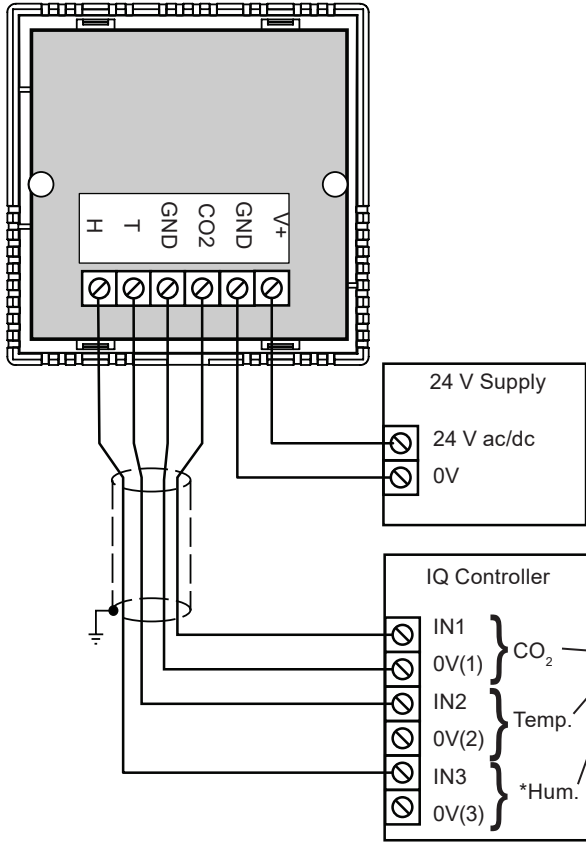 H
T
GND
CO2
GND
V+
24 V Supply
24 V ac/dc
0V
IQ Controller
IN1
0V(1)
CO₂
IN2
0V(2)
Temp.
IN3
0V(3)
*Hum.